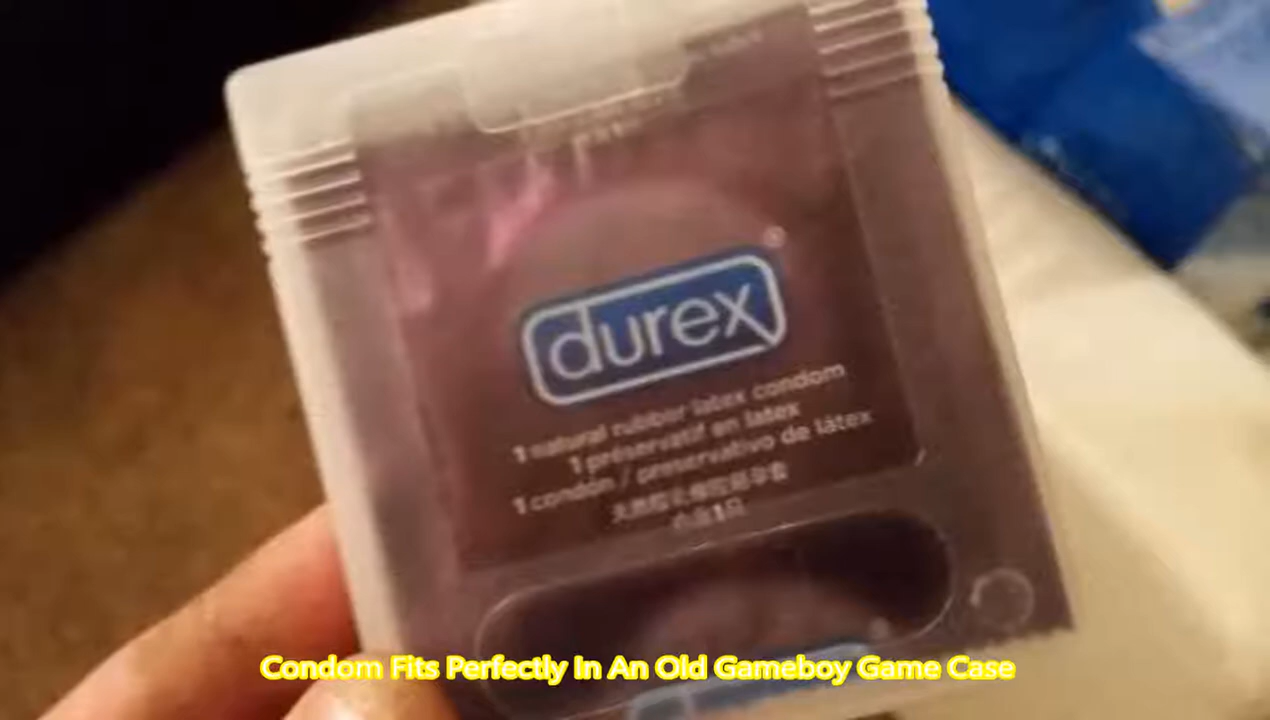 durex
1 natural rubber latex condom
1 préservatif en latex
1 condón / preservativo de látex
Condom Fits Perfectly In An Old Gameboy Game Case